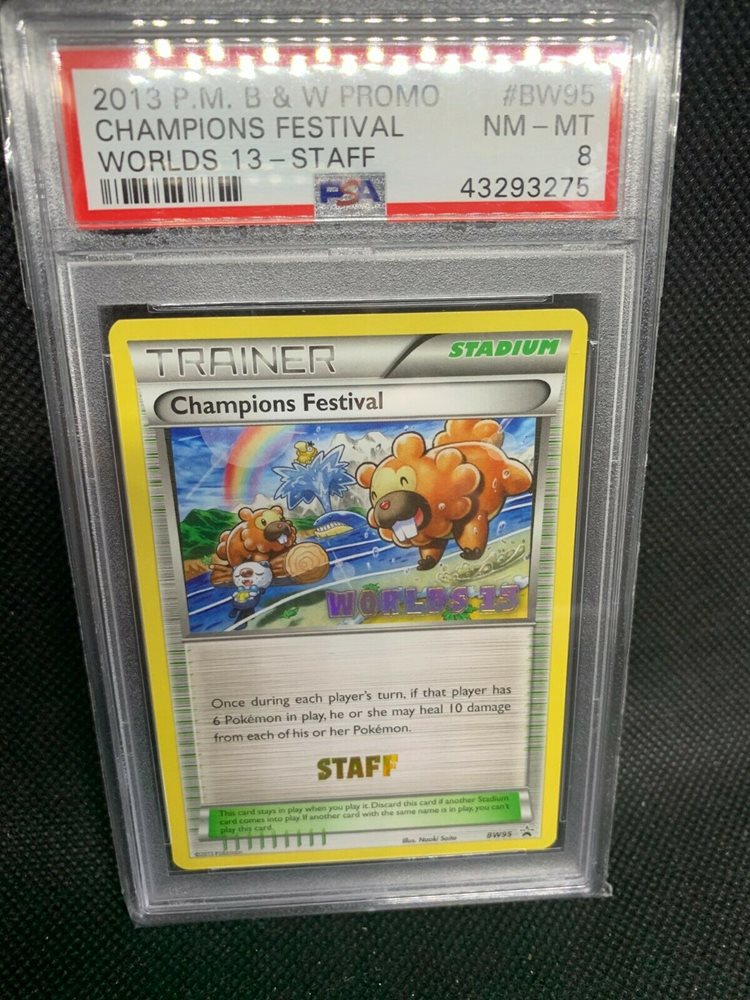 2013 P.M. B & W PROMO #BW95
CHAMPIONS FESTIVAL NM - MT
WORLDS 13 - STAFF 8
PSA 43293275
TRAINER STADIUM
Champions Festival
WORLDS 13
Once during each player's turn, if that player has
6 Pokémon in play, he or she may heal 10 damage
from each of his or her Pokémon.
STAFF
This card stays in play when you play it. Discard this card if another Stadium
card comes into play. If another card with the same name is in play, you can't
play this card.
Illus. Naoki Saito BW95